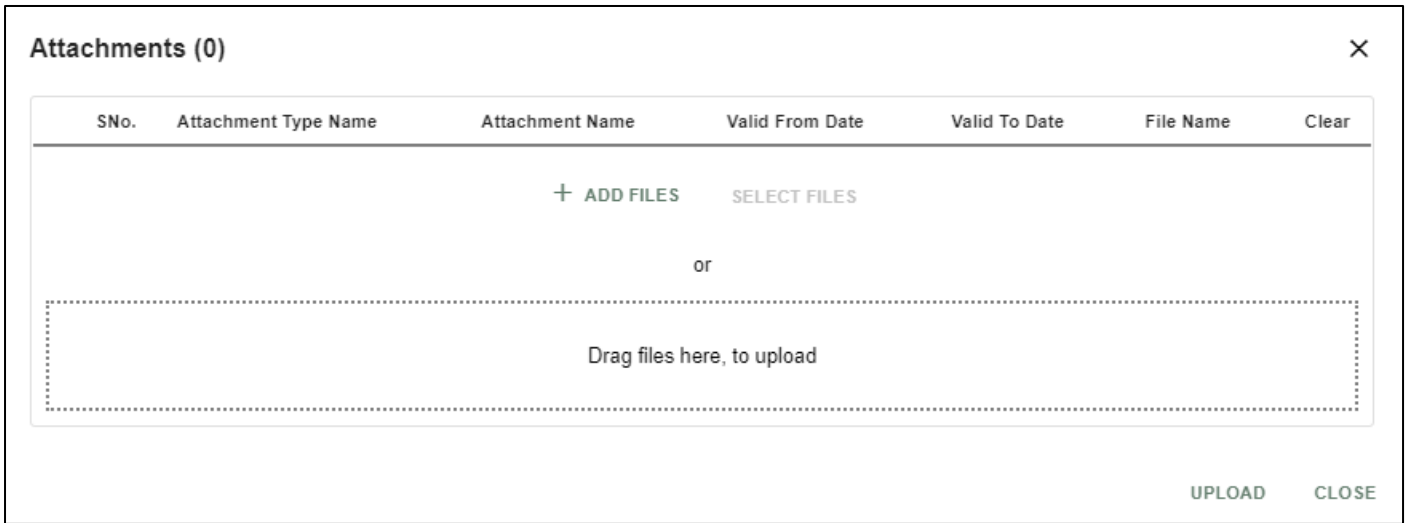 Attachments (0)
SNo. Attachment Type Name Attachment Name Valid From Date Valid To Date File Name Clear
+ ADD FILES SELECT FILES
or
Drag files here, to upload
UPLOAD CLOSE